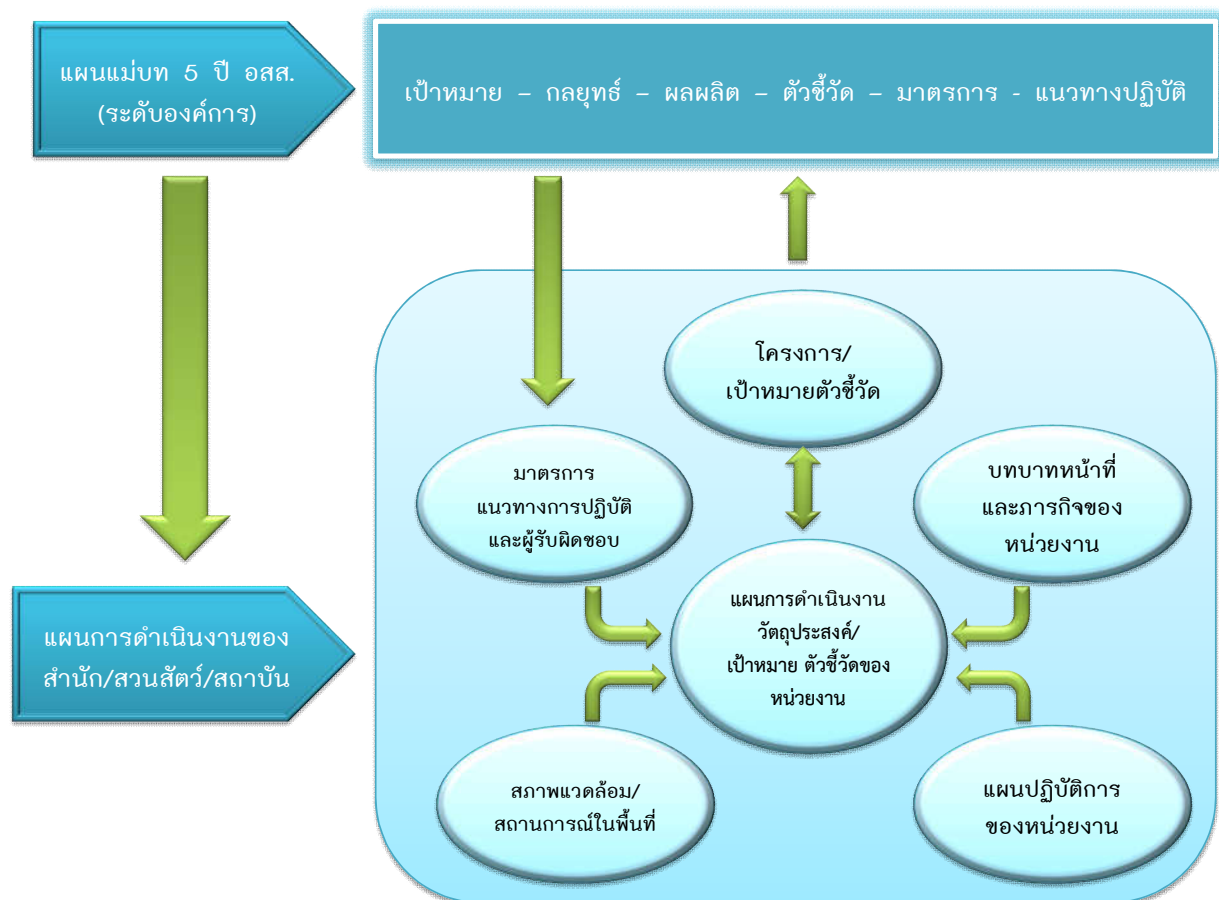 แผนแม่บท 5 ปี อสส.
(ระดับองค์การ)
เป้าหมาย – กลยุทธ์ – ผลผลิต – ตัวชี้วัด – มาตรการ - แนวทางปฏิบัติ
โครงการ/
เป้าหมายตัวชี้วัด
มาตรการ
แนวทางการปฏิบัติ
และผู้รับผิดชอบ
บทบาทหน้าที่
และภารกิจของ
หน่วยงาน
แผนการดำเนินงาน
วัตถุประสงค์/
เป้าหมาย ตัวชี้วัดของ
หน่วยงาน
แผนการดำเนินงานของ
สำนัก/สวนสัตว์/สถาบัน
สภาพแวดล้อม/
สถานการณ์ในพื้นที่
แผนปฏิบัติการ
ของหน่วยงาน